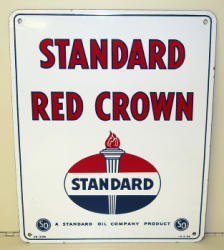 STANDARD
RED CROWN
STANDARD
SO A STANDARD OIL COMPANY PRODUCT SO